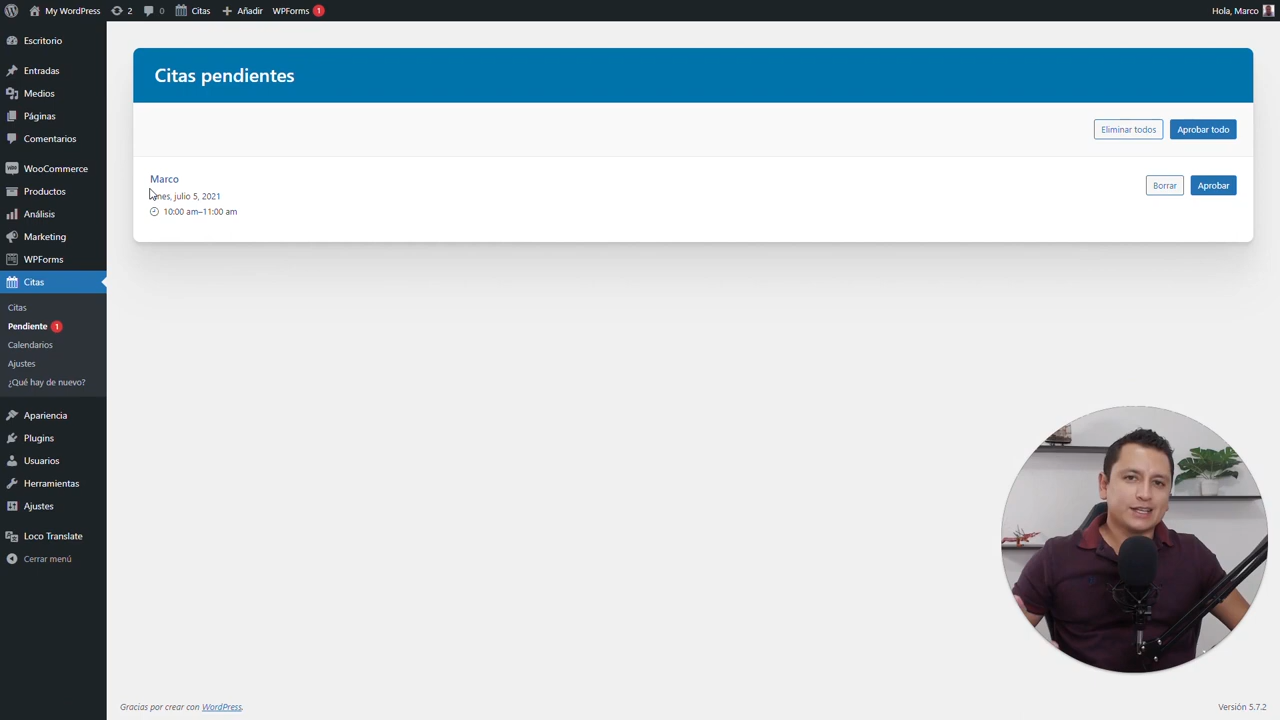 My WordPress 2 0 Citas Añadir WPForms 1 Hola, Marco
Escritorio
Entradas
Medios
Páginas
Comentarios
WooCommerce
Productos
Análisis
Marketing
WPForms
Citas
Citas
Pendiente 1
Calendarios
Ajustes
¿Qué hay de nuevo?
Apariencia
Plugins
Usuarios
Herramientas
Ajustes
Loco Translate
Cerrar menú
Citas pendientes
Eliminar todos Aprobar todo
Marco
julio 5, 2021
10:00 am–11:00 am
Borrar Aprobar
Gracias por crear con WordPress.
Versión 5.7.2